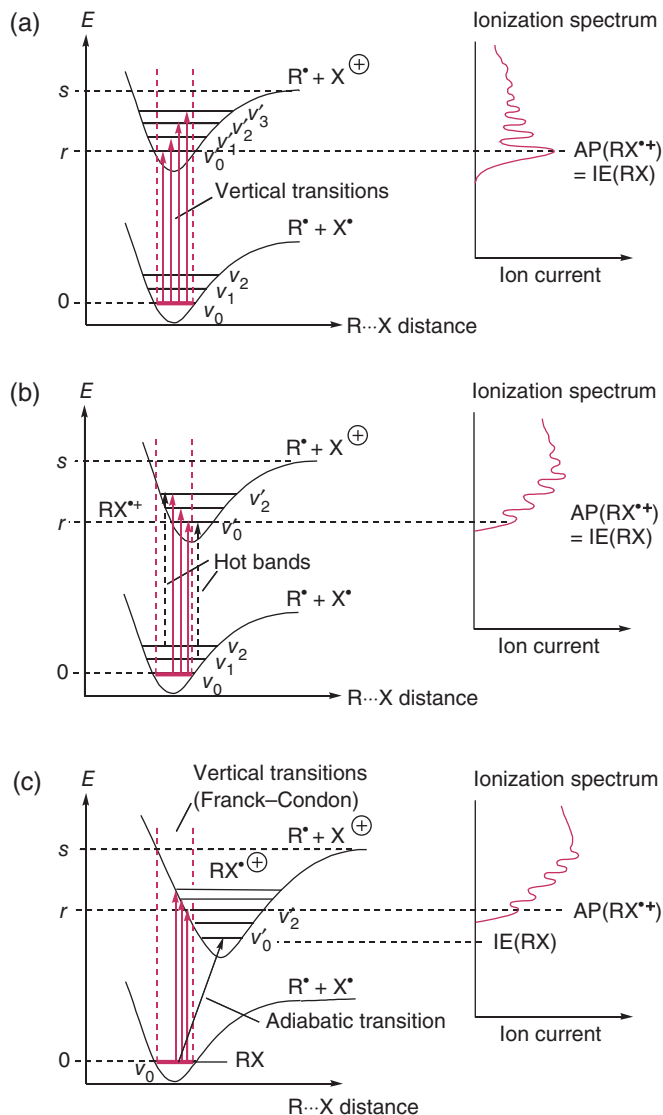 (a)
E
Ionization spectrum
R• + X⊕
s
v′3
v′2
v′1
v0
r
AP(RX•+)
= IE(RX)
Vertical transitions
R• + X•
v2
v1
v0
0
R···X distance
Ion current
(b)
E
Ionization spectrum
R• + X⊕
s
RX•+
v′2
r
v′0
AP(RX•+)
= IE(RX)
Hot bands
R• + X•
v2
v1
0
v0
R···X distance
Ion current
(c)
E
Vertical transitions
(Franck–Condon)
Ionization spectrum
R• + X⊕
s
RX•⊕
r
v′2
AP(RX•+)
v′0
IE(RX)
R• + X•
Adiabatic transition
Ion current
0
v0
RX
R···X distance